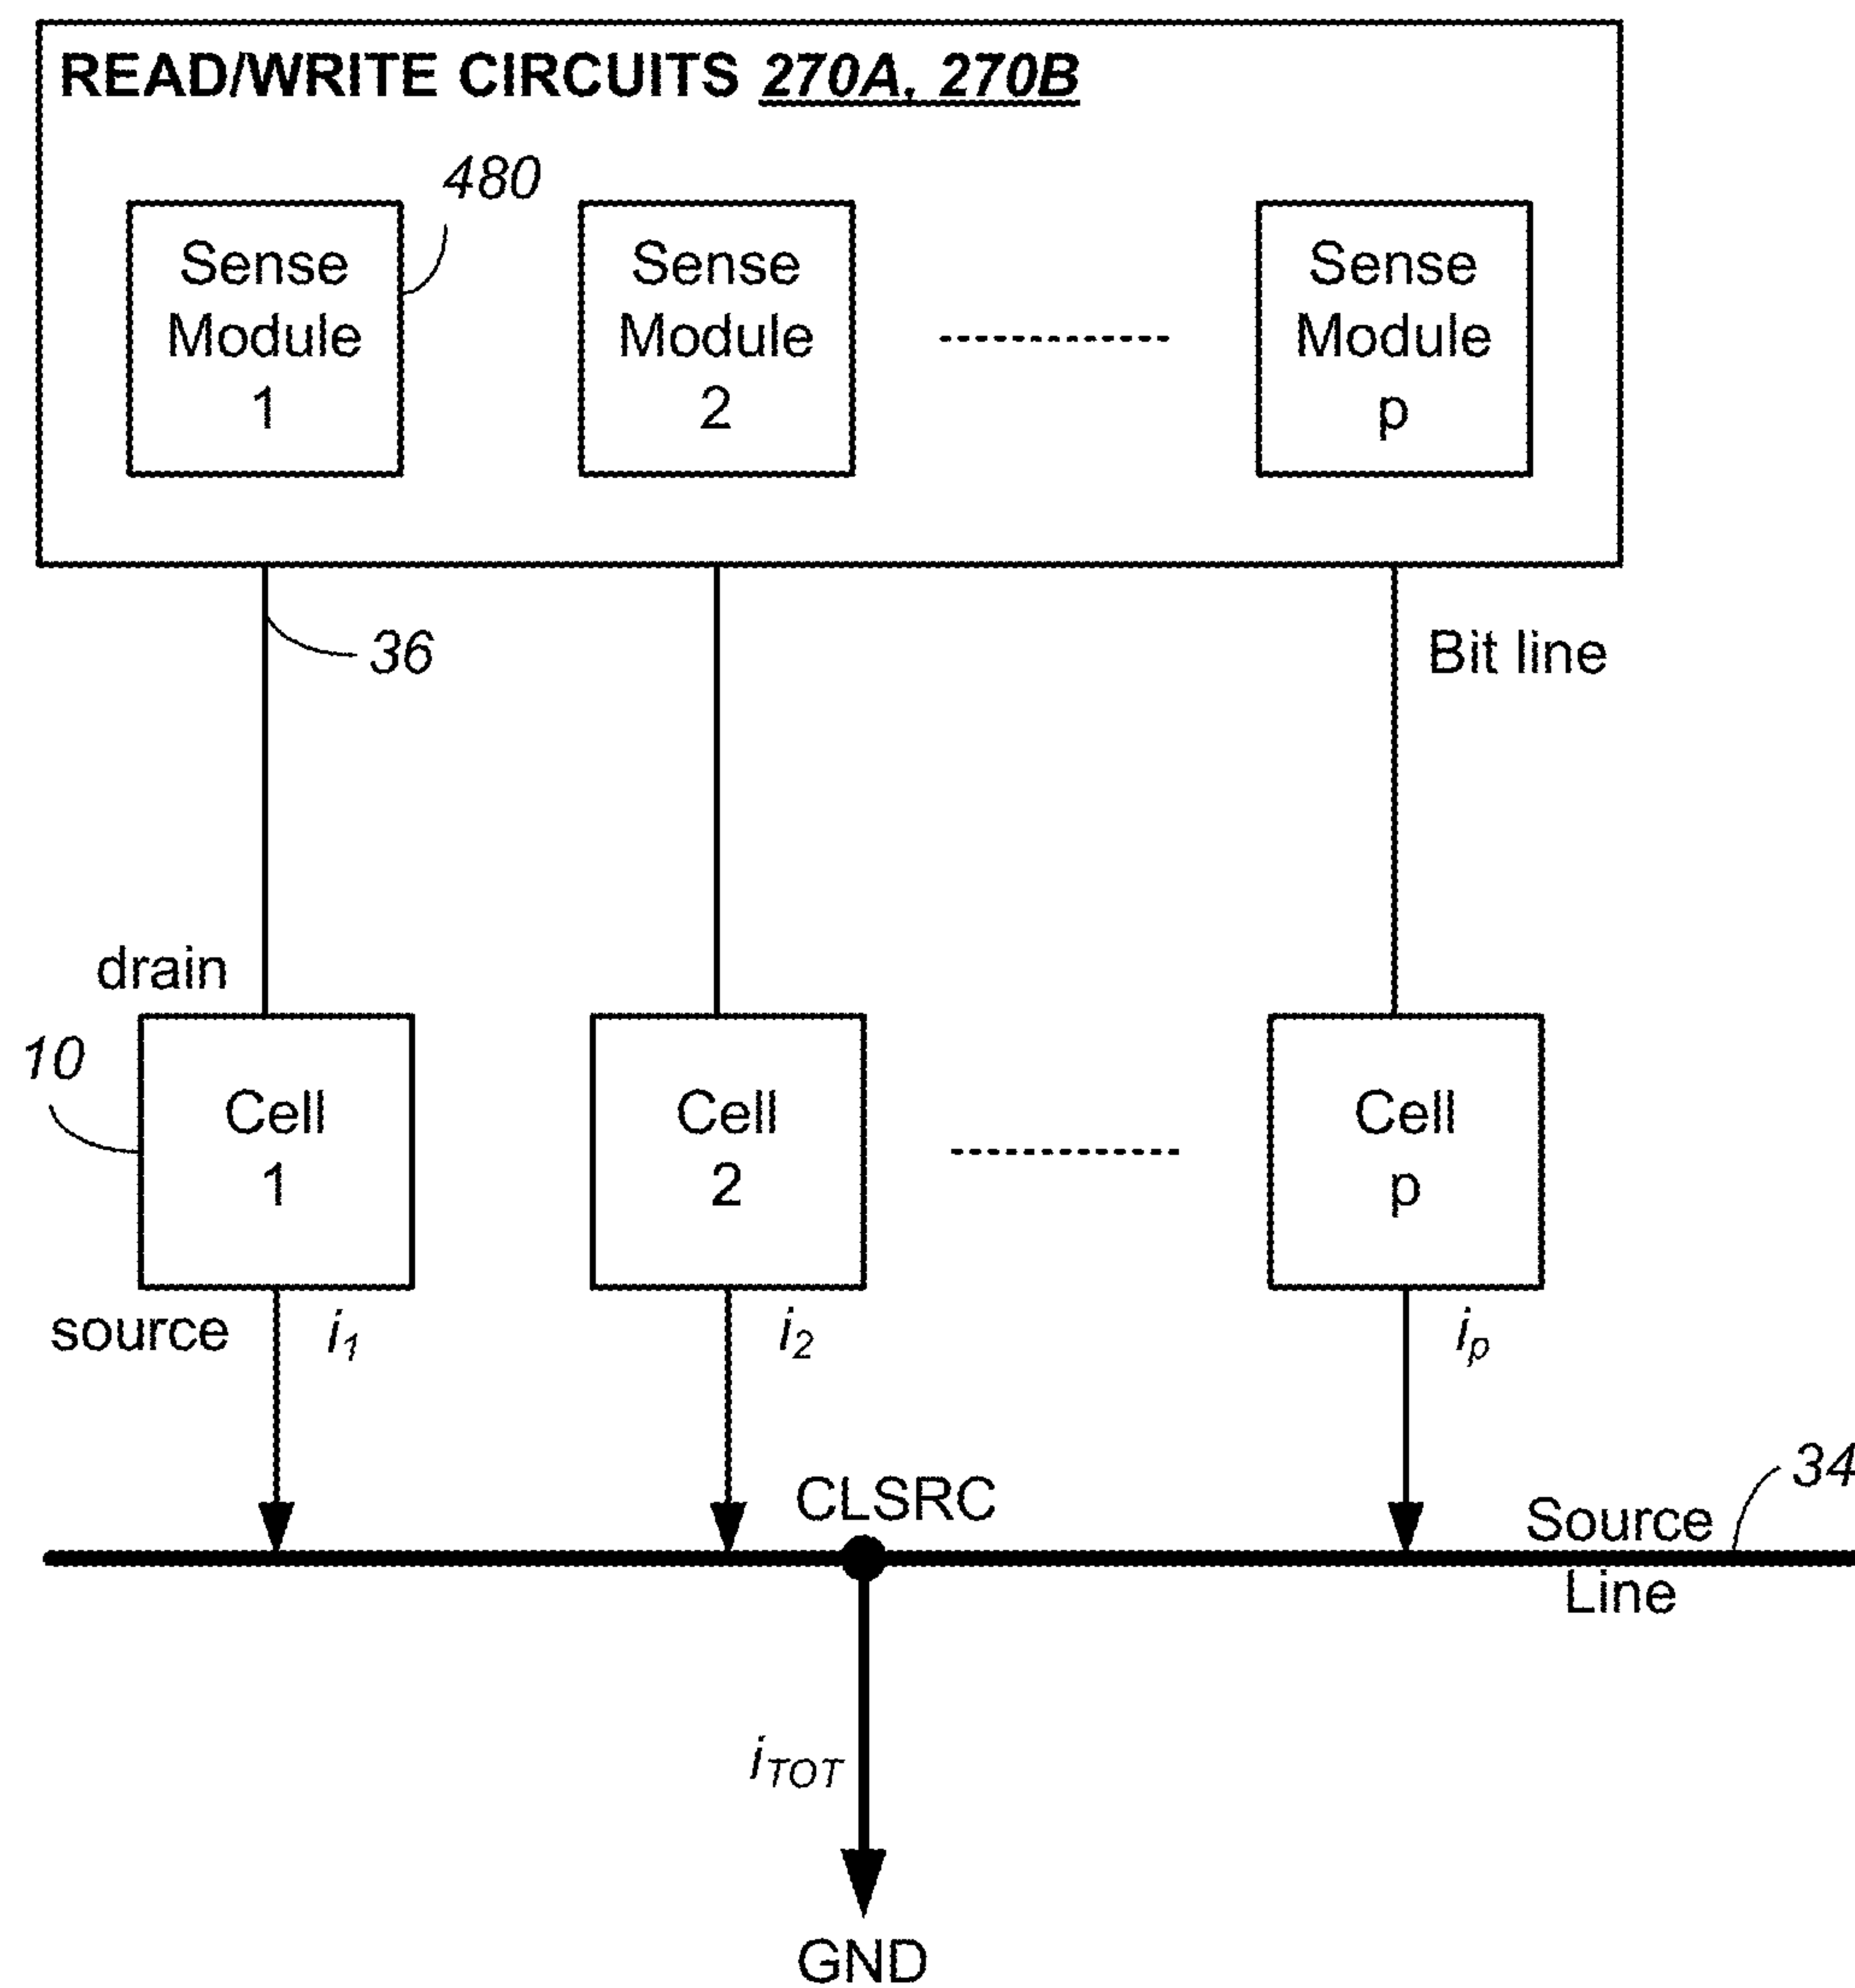 READ/WRITE CIRCUITS 270A, 270B
480
Sense
Module
1
Sense
Module
2
Sense
Module
p
36
Bit line
drain
10
Cell
1
Cell
2
Cell
p
source
i1
i2
ip
CLSRC
Source
Line
34
iTOT
GND